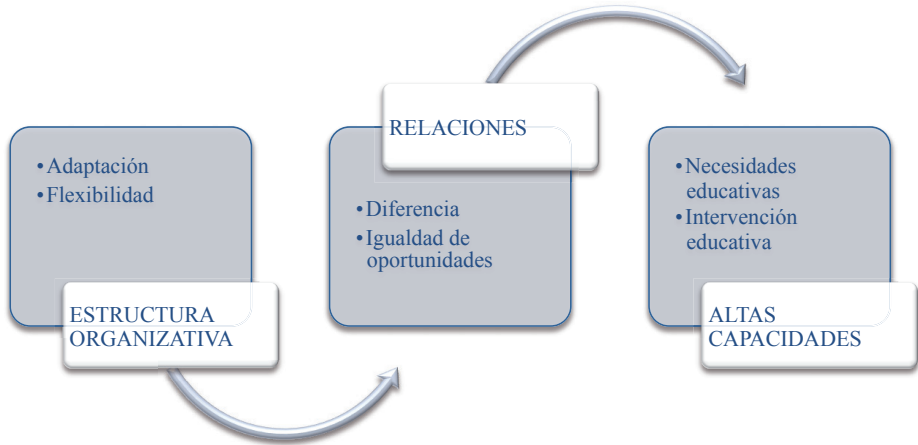 •Adaptación
•Flexibilidad
ESTRUCTURA
ORGANIZATIVA
RELACIONES
•Diferencia
•Igualdad de
oportunidades
•Necesidades
educativas
•Intervención
educativa
ALTAS
CAPACIDADES